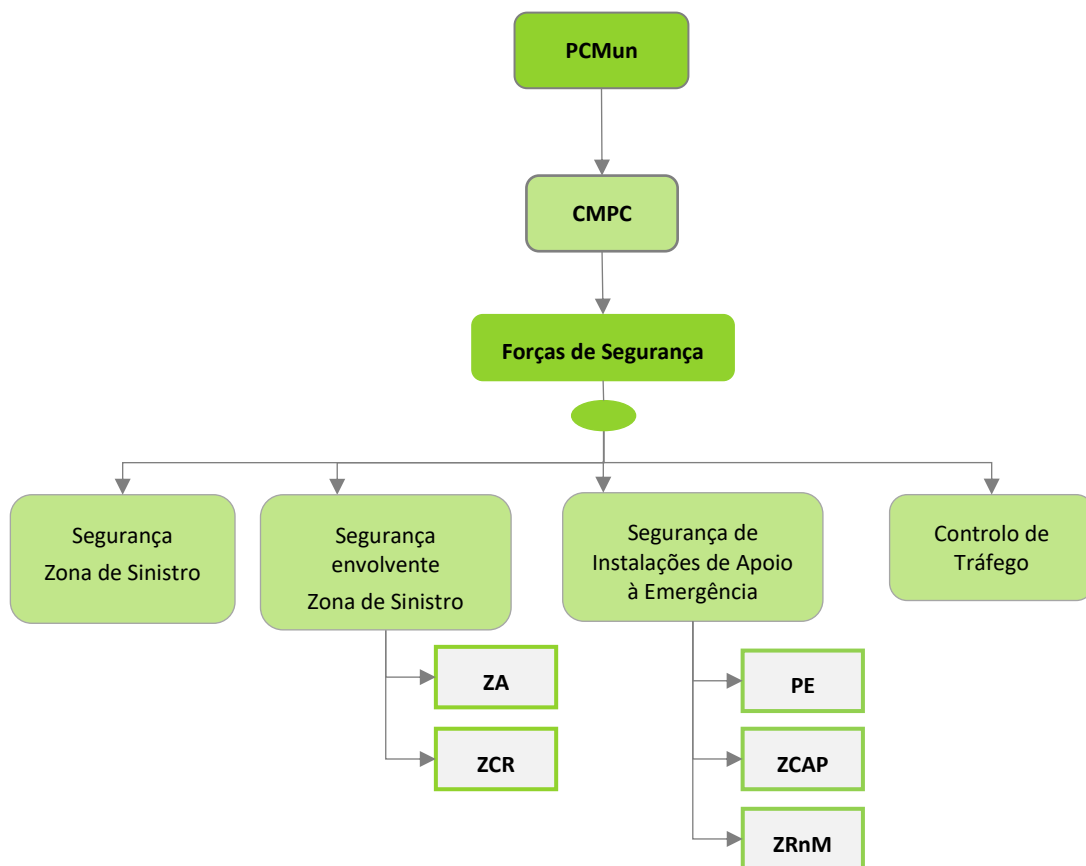 PCMun
CMPC
Forças de Segurança
Segurança
Zona de Sinistro
Segurança
envolvente
Zona de Sinistro
Segurança de
Instalações de Apoio
à Emergência
Controlo de
Tráfego
ZA
ZCR
PE
ZCAP
ZRnM